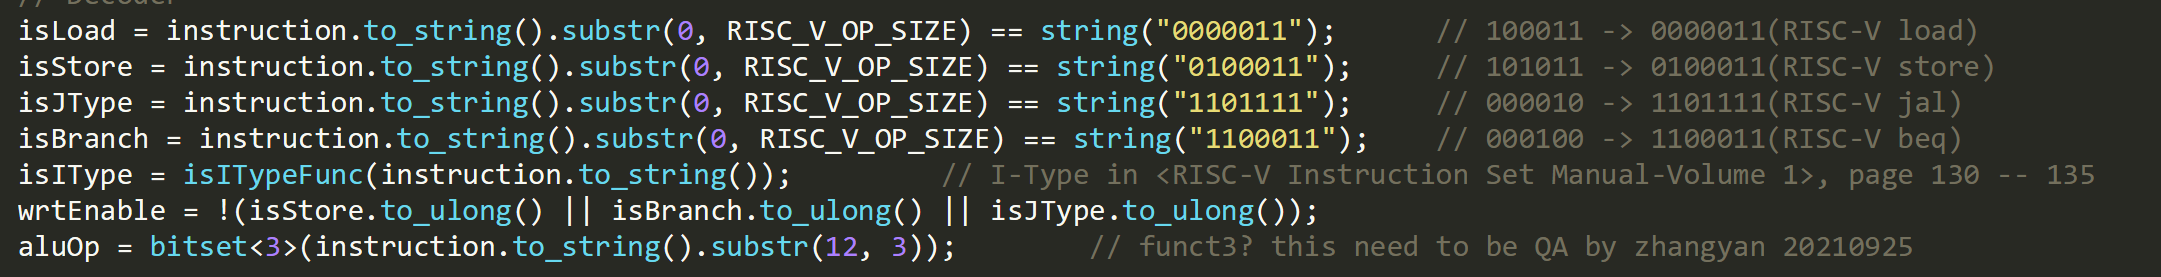 // Decoder
isLoad = instruction.to_string().substr(0, RISC_V_OP_SIZE) == string("0000011");      // 100011 -> 0000011(RISC-V load)
isStore = instruction.to_string().substr(0, RISC_V_OP_SIZE) == string("0100011");     // 101011 -> 0100011(RISC-V store)
isJType = instruction.to_string().substr(0, RISC_V_OP_SIZE) == string("1101111");     // 000010 -> 1101111(RISC-V jal)
isBranch = instruction.to_string().substr(0, RISC_V_OP_SIZE) == string("1100011");    // 000100 -> 1100011(RISC-V beq)
isIType = isITypeFunc(instruction.to_string());         // I-Type in <RISC-V Instruction Set Manual-Volume 1>, page 130 -- 135
wrtEnable = !(isStore.to_ulong() || isBranch.to_ulong() || isJType.to_ulong());
aluOp = bitset<3>(instruction.to_string().substr(12, 3));        // funct3? this need to be QA by zhangyan 20210925